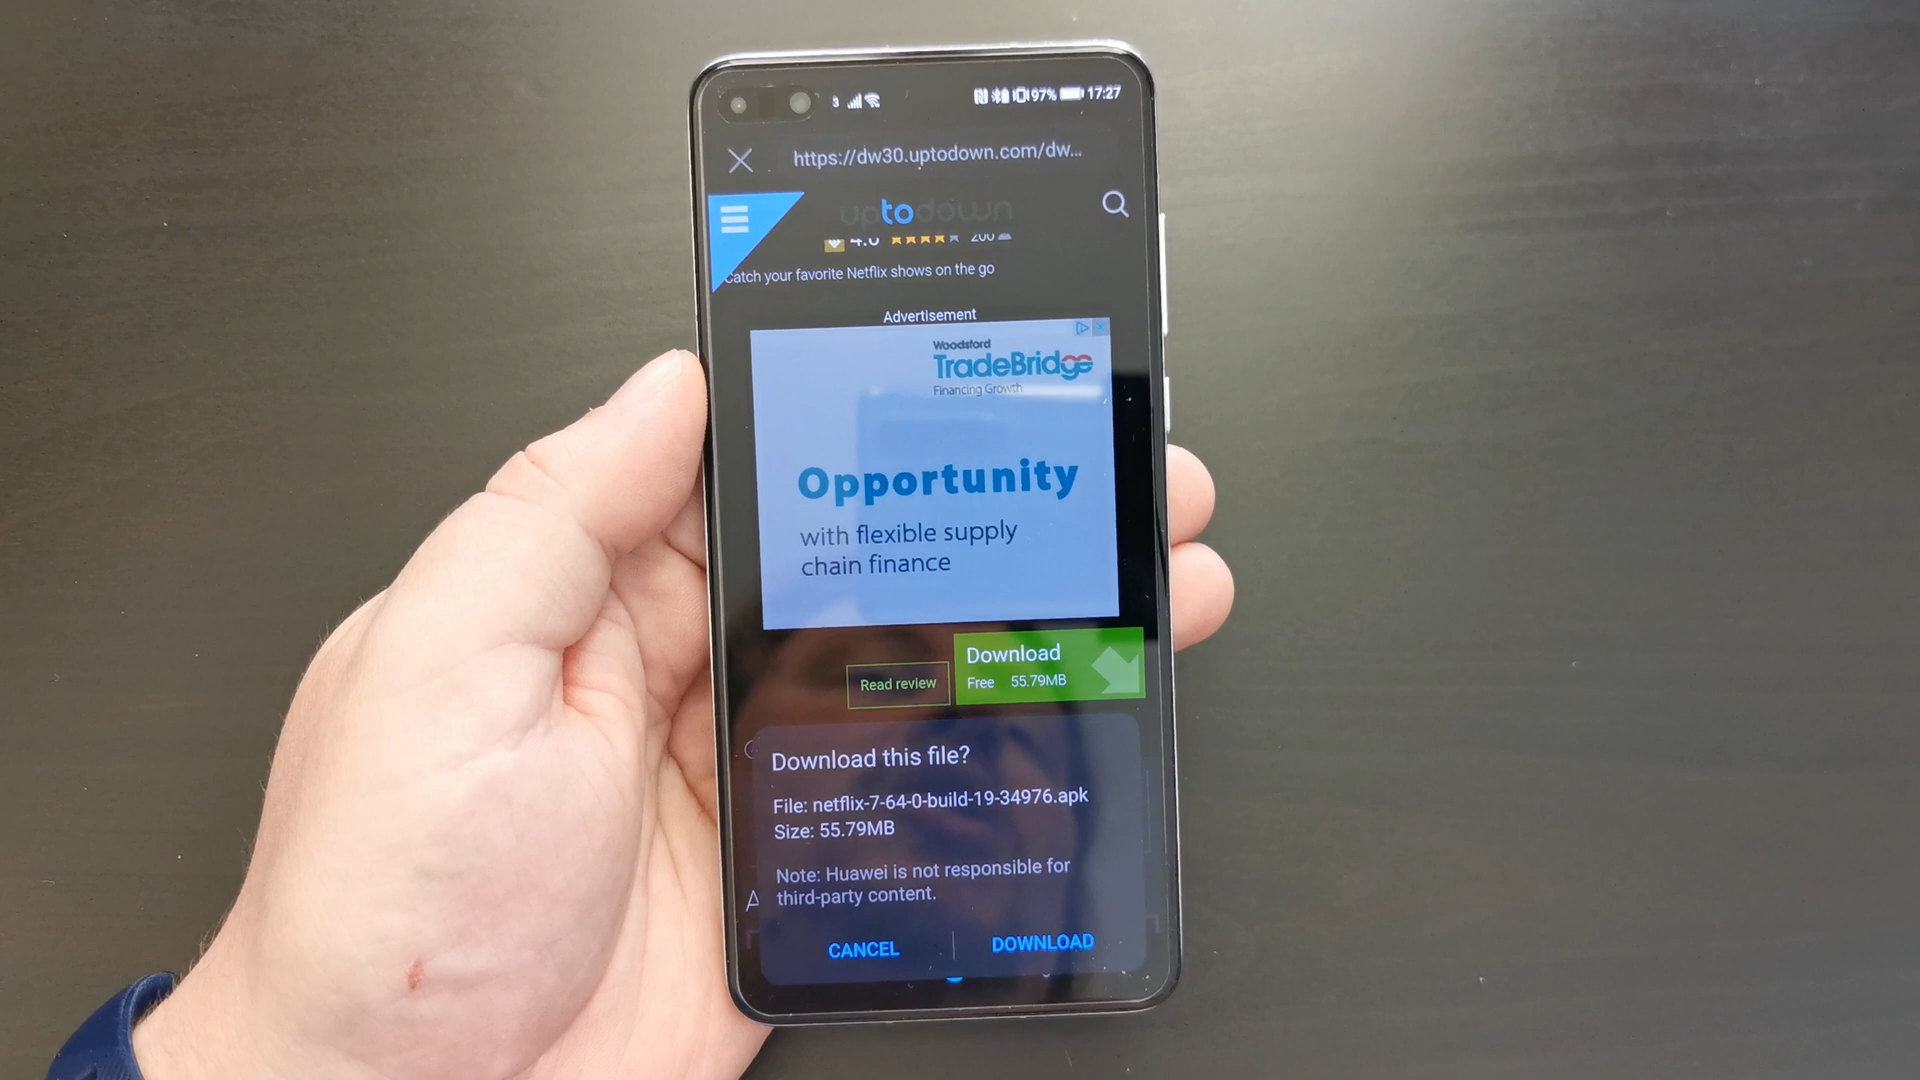 3 97% 17:27
https://dw30.uptodown.com/dw...
uptodown
4.0 200
Catch your favorite Netflix shows on the go
Advertisement
Woodsford
TradeBridge
Financing Growth
Opportunity
with flexible supply
chain finance
Download
Free 55.79MB
Read review
Download this file?
File: netflix-7-64-0-build-19-34976.apk
Size: 55.79MB
Note: Huawei is not responsible for
third-party content.
CANCEL DOWNLOAD